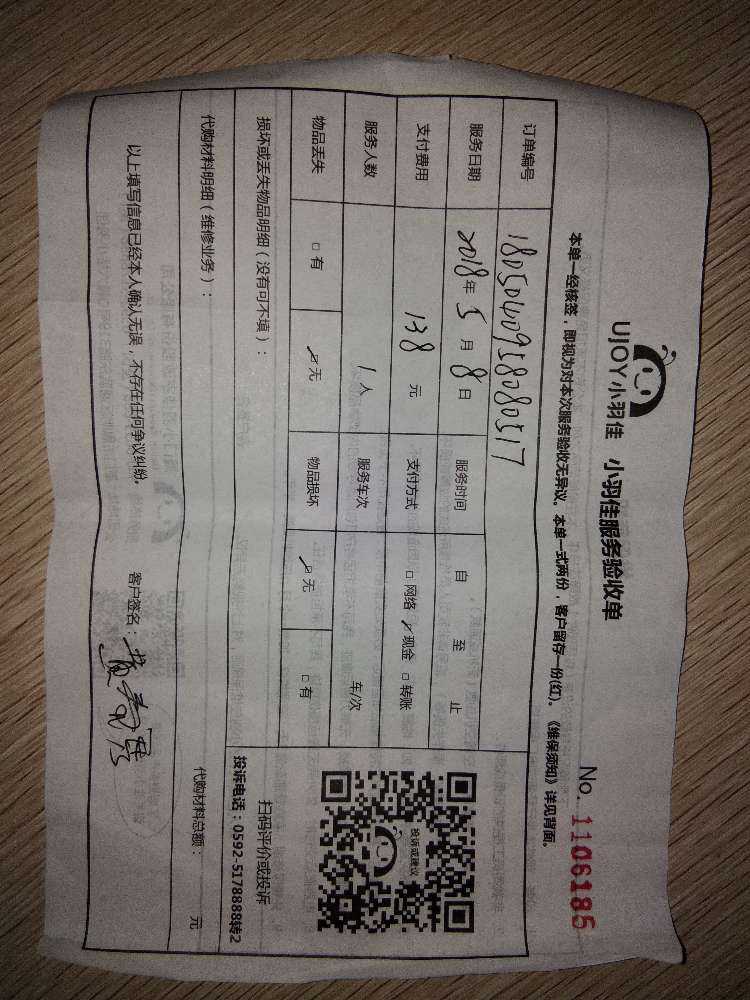 UJOY小羽佳 小羽佳服务验收单 No. 1106185
本单一经核签，即视为对本次服务验收无异议。本单一式两份，客户留存一份(红)。《维保须知》详见背面。
订单编号 1805040958080517
服务日期 2018年5月8日 服务时间 自 至 止
支付费用 138元 支付方式 □网络 ☑现金 □转账
服务人数 1人 服务车次 车/次
物品丢失 □有 ☑无 物品损坏 ☑无 □有
投诉或建议
扫码评价或投诉
投诉电话：0592-5178888转2
损坏或丢失物品明细（没有可不填）：
代购材料明细（维修业务）： 代购材料总额： 元
以上填写信息已经本人确认无误，不存在任何争议纠纷。 客户签名：